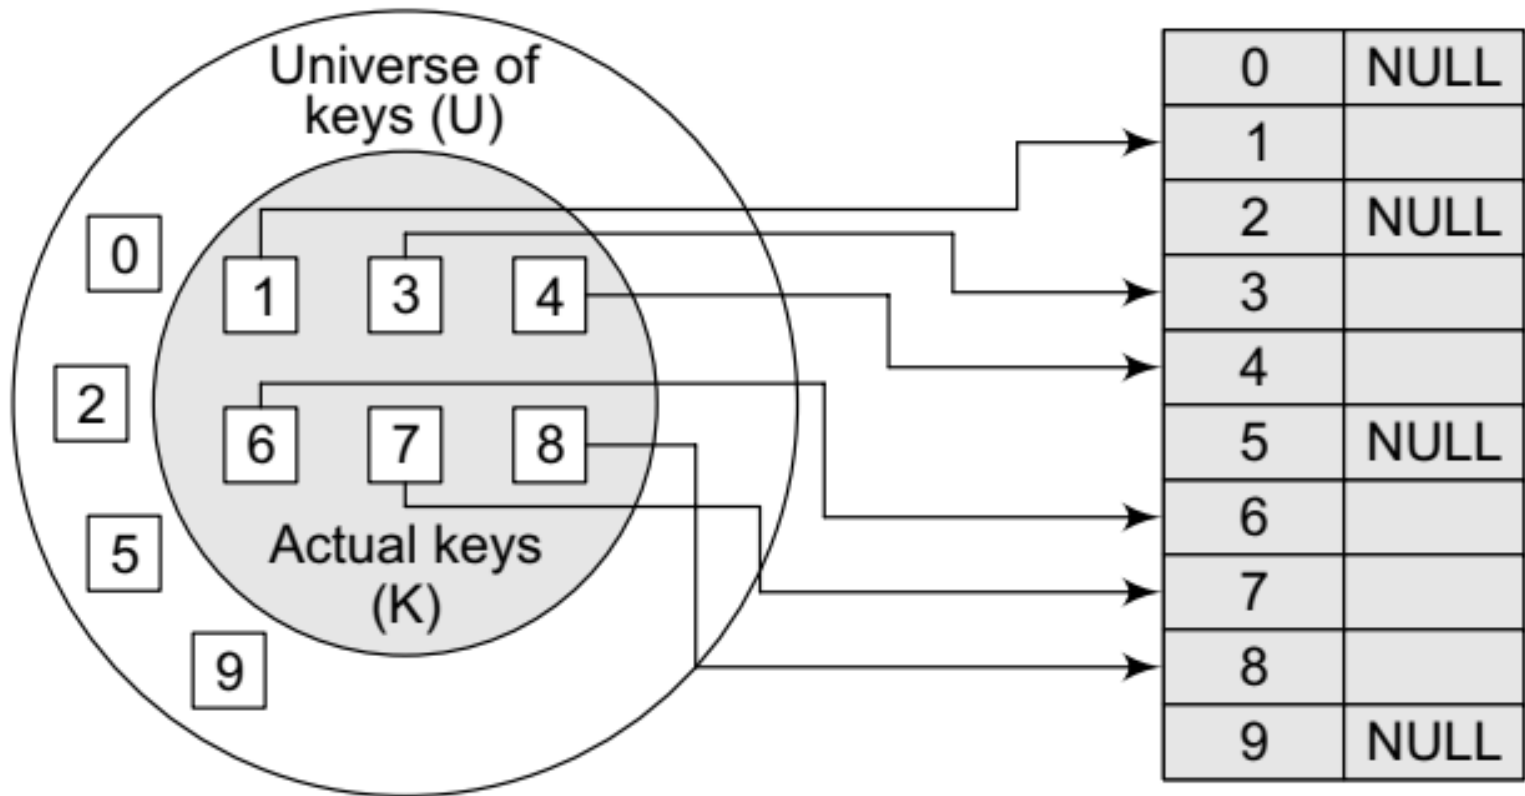 Universe of
keys (U)
0
1 3 4
2
6 7 8
5
Actual keys
(K)
9
0 NULL
1
2 NULL
3
4
5 NULL
6
7
8
9 NULL